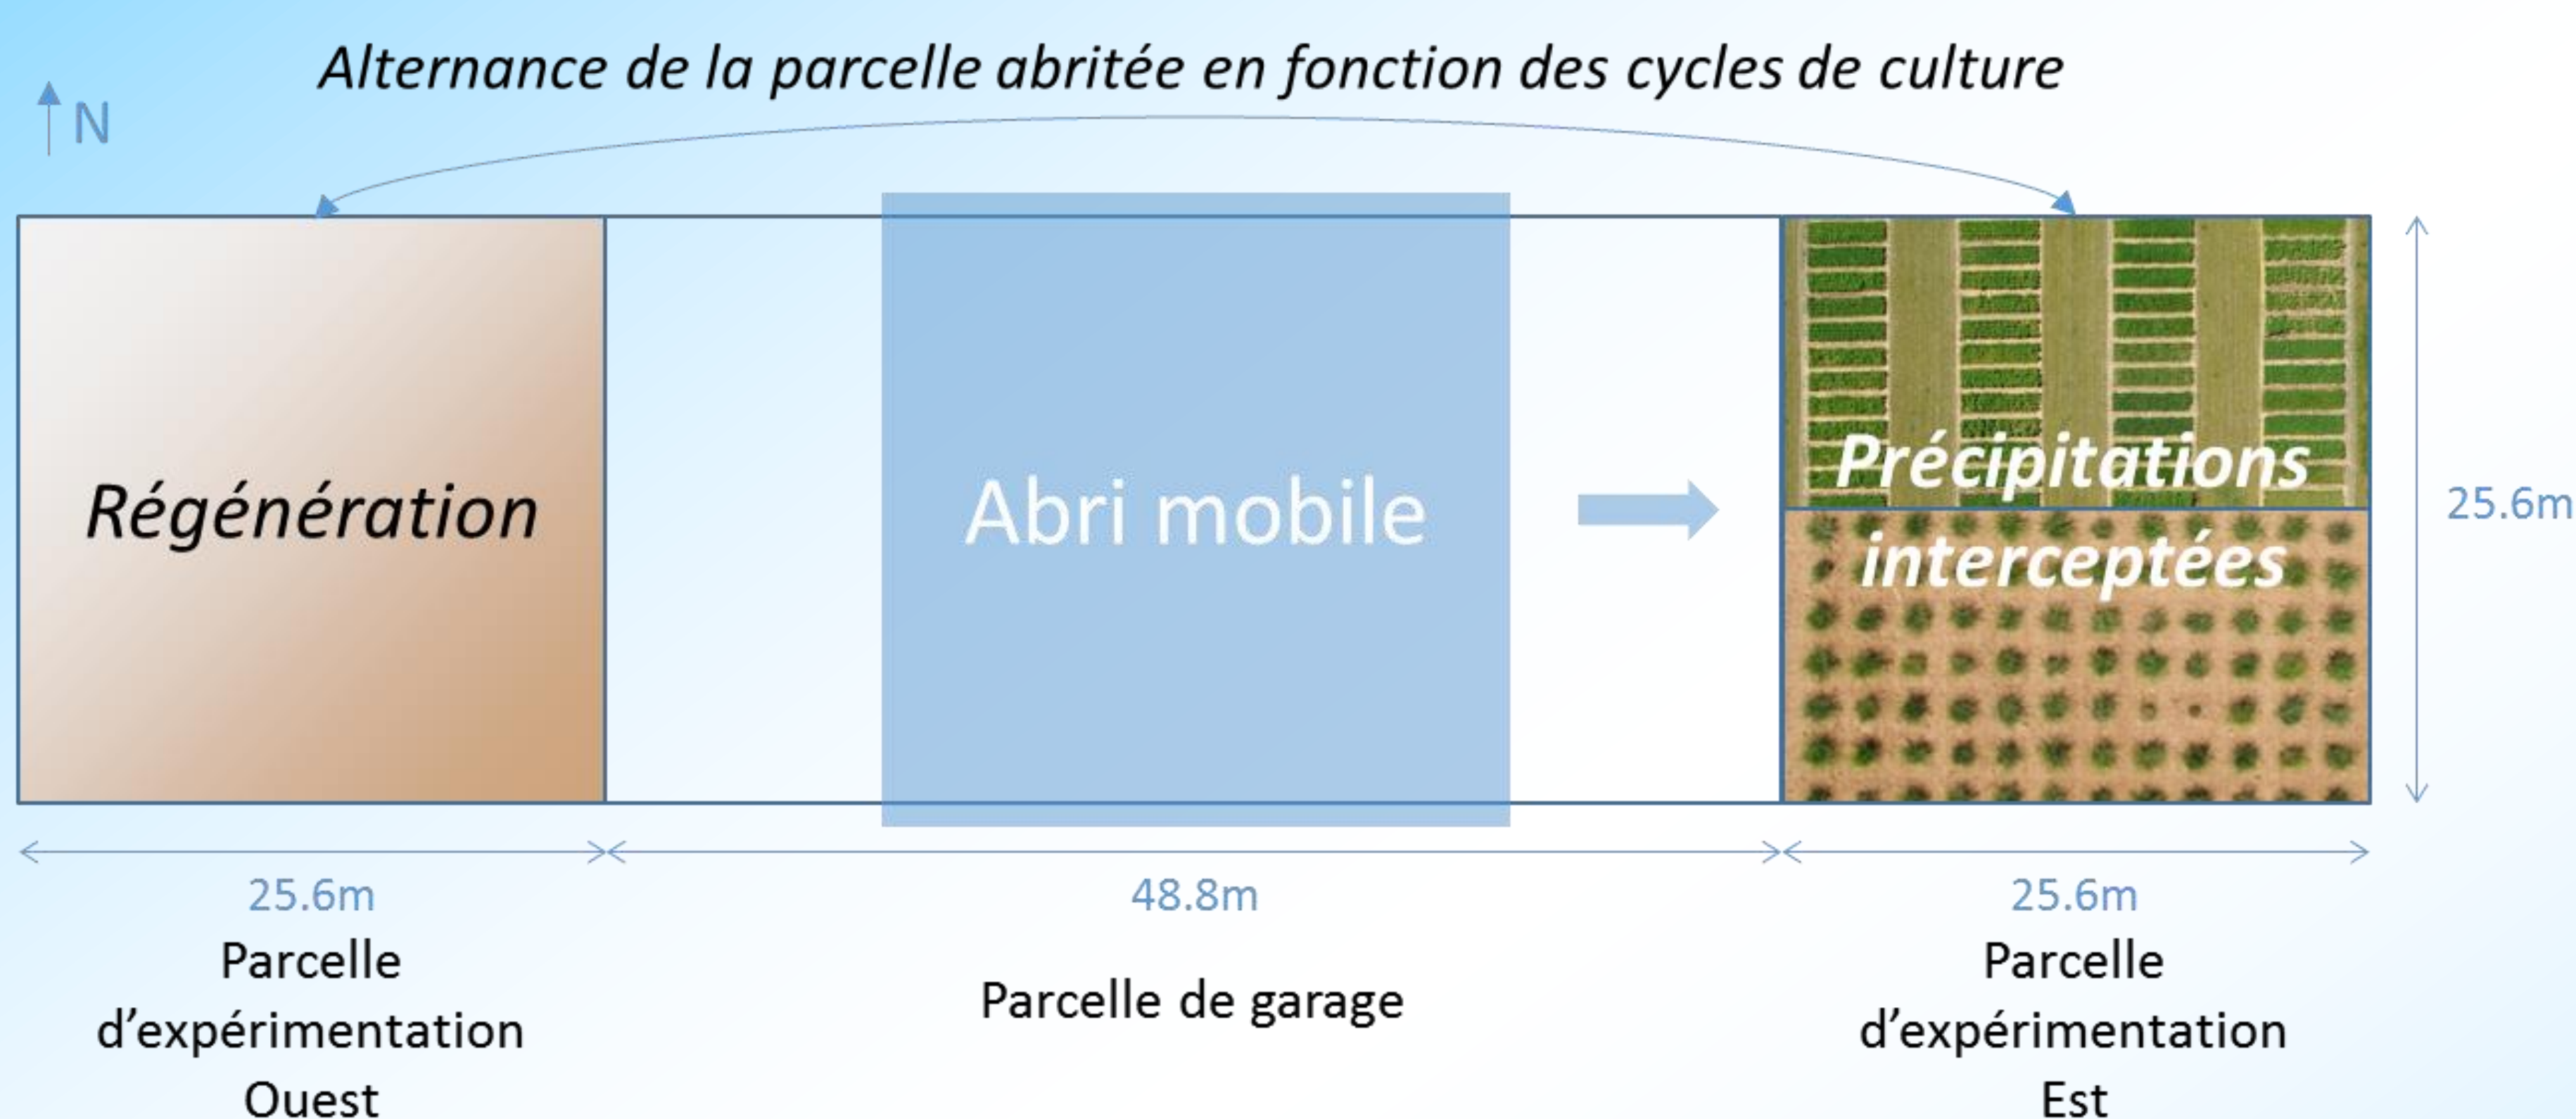 Alternance de la parcelle abritée en fonction des cycles de culture
N
Régénération
Abri mobile
Précipitations
interceptées
25.6m
25.6m
48.8m
25.6m
Parcelle
d’expérimentation
Ouest
Parcelle de garage
Parcelle
d’expérimentation
Est